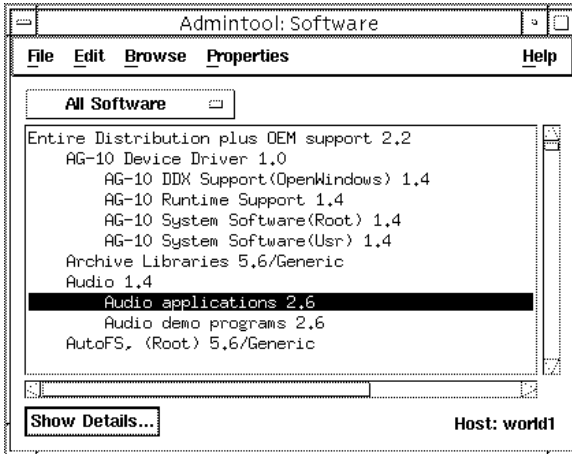 Admintool: Software
File Edit Browse Properties Help
All Software
Entire Distribution plus OEM support 2.2
AG-10 Device Driver 1.0
AG-10 DDX Support(OpenWindows) 1.4
AG-10 Runtime Support 1.4
AG-10 System Software(Root) 1.4
AG-10 System Software(Usr) 1.4
Archive Libraries 5.6/Generic
Audio 1.4
Audio applications 2.6
Audio demo programs 2.6
AutoFS, (Root) 5.6/Generic
Show Details... Host: world1